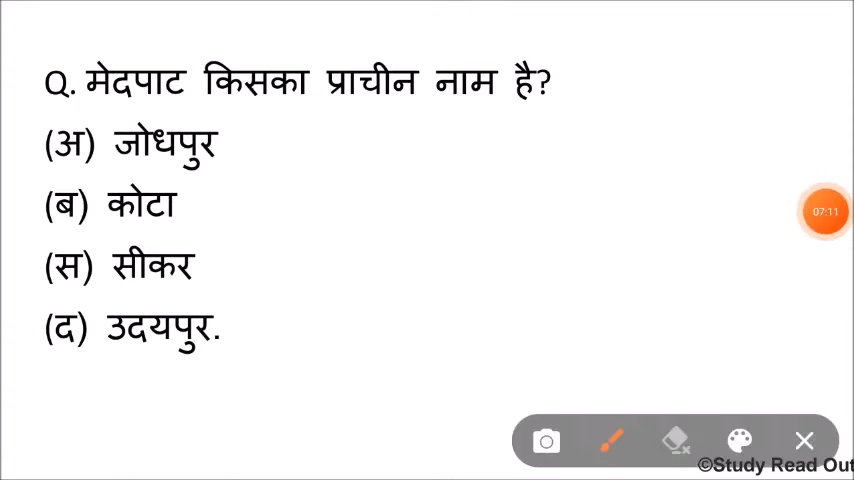 Q. मेदपाट किसका प्राचीन नाम है?
(अ) जोधपुर
(ब) कोटा
07:11
(स) सीकर
(द) उदयपुर.
©Study Read Out